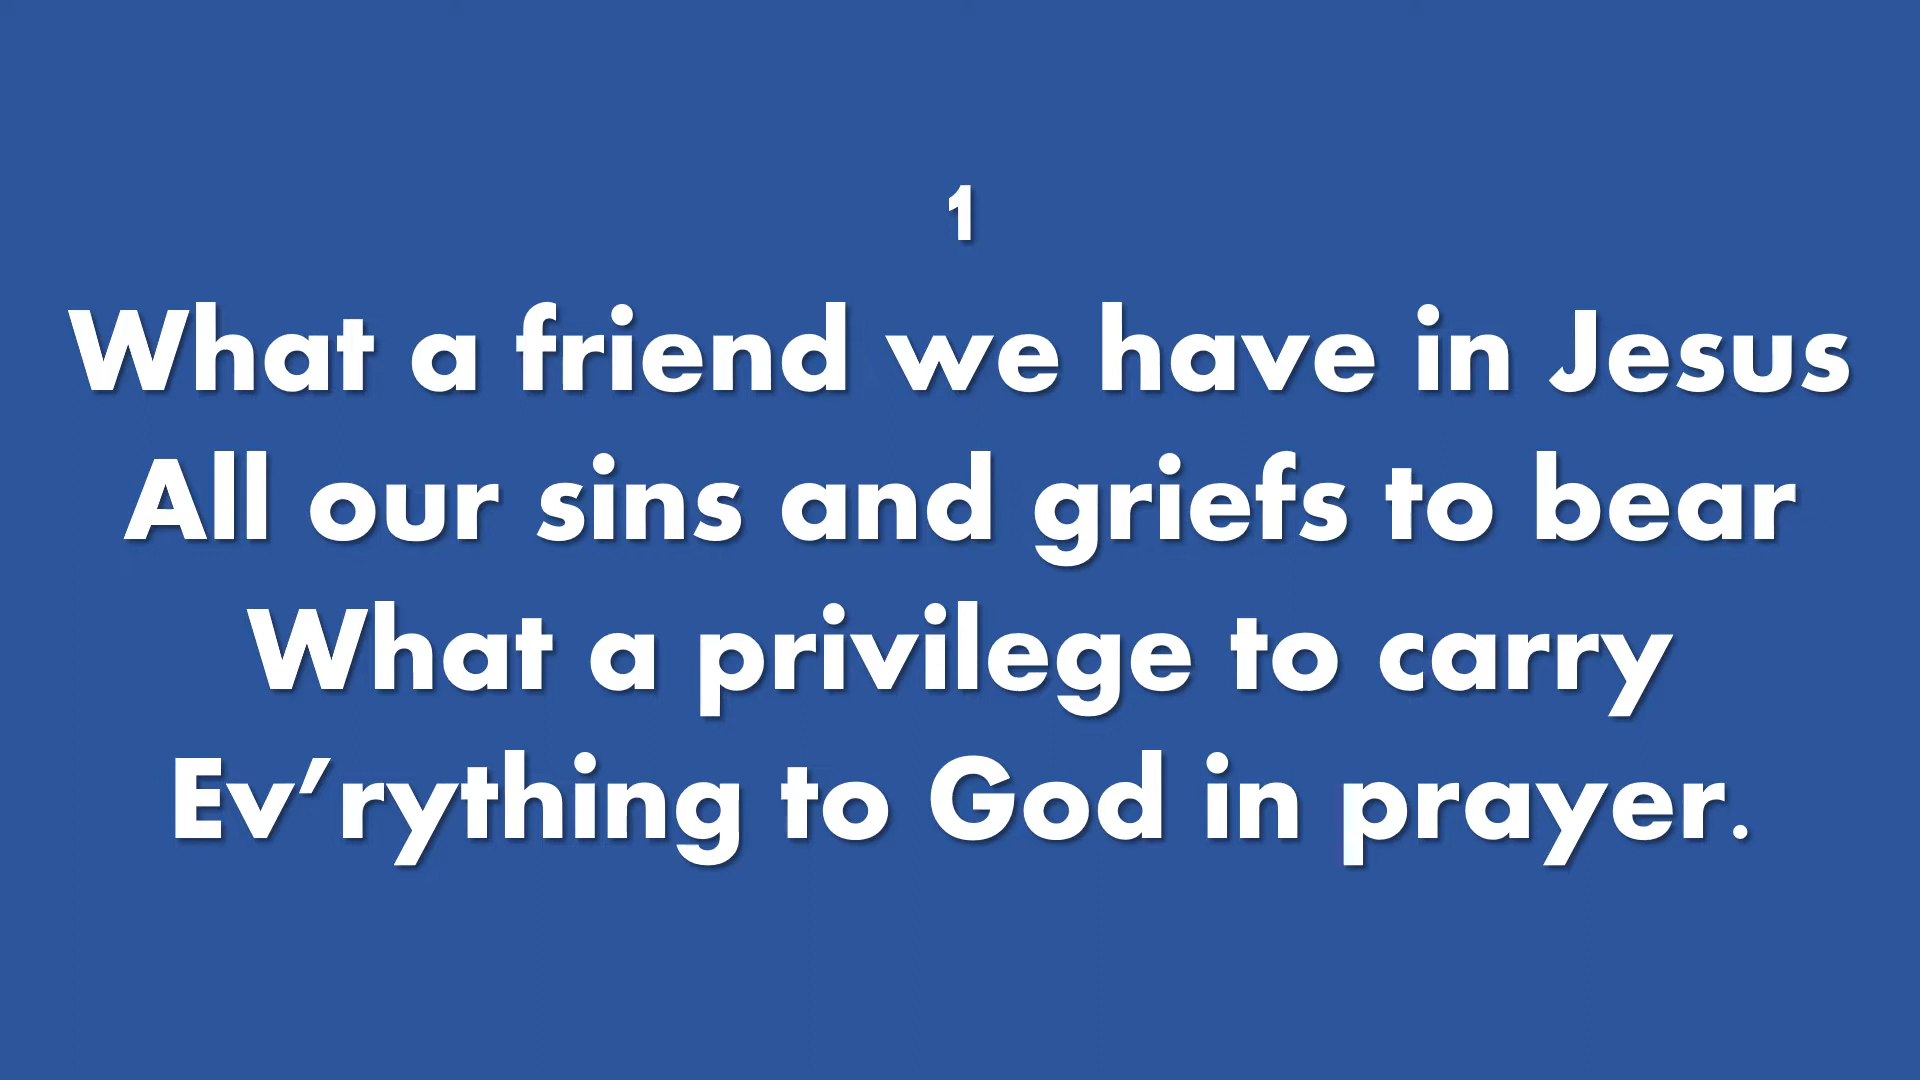 1
What a friend we have in Jesus
All our sins and griefs to bear
What a privilege to carry
Ev’rything to God in prayer.